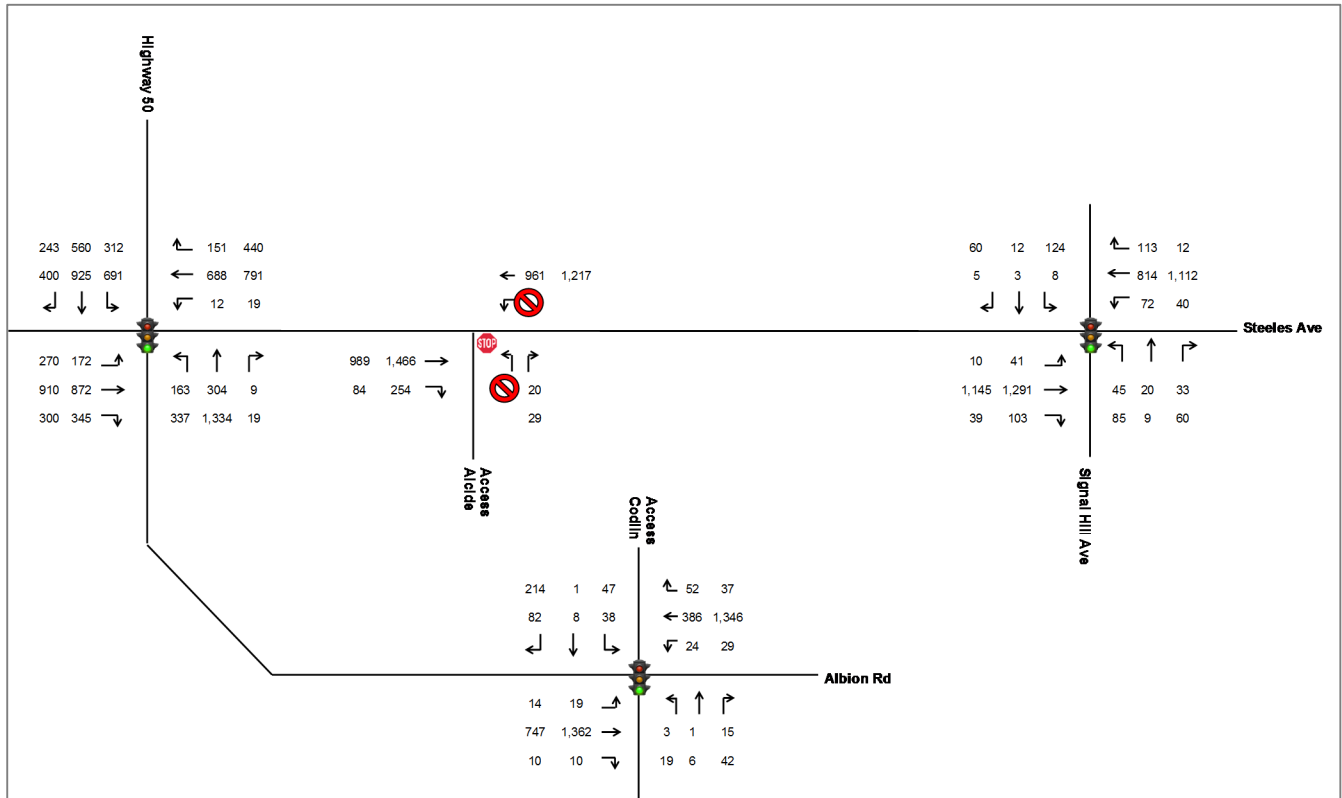 Highway 50
243 560 312
400 925 691
151 440
688 791
12 19
270 172
910 872
300 345
163 304 9
337 1,334 19
961 1,217
STOP
989 1,466
84 254
20
29
Access
Alcide
60 12 124
5 3 8
113 12
814 1,112
72 40
Steeles Ave
10 41
1,145 1,291
39 103
45 20 33
85 9 60
Signal Hill Ave
Access
Codlin
214 1 47
82 8 38
52 37
386 1,346
24 29
Albion Rd
14 19
747 1,362
10 10
3 1 15
19 6 42